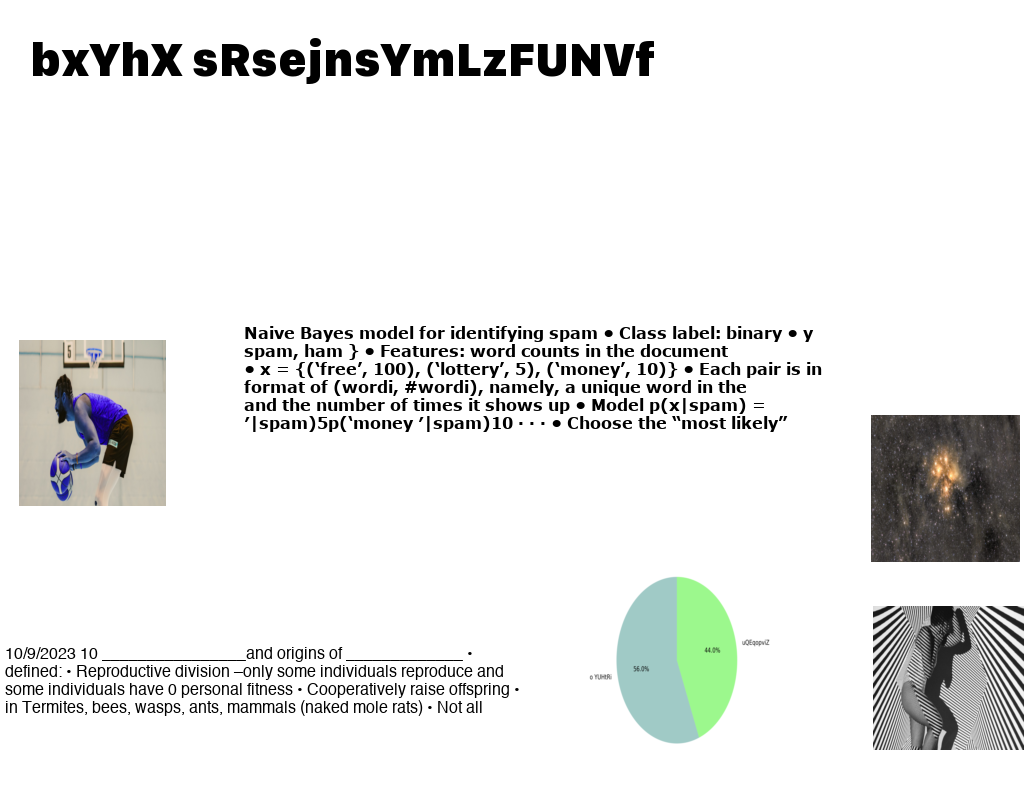 bxYhX sRsejnsYmLzFUNVf
Naive Bayes model for identifying spam • Class label: binary • y
spam, ham } • Features: word counts in the document
• x = {(‘free’, 100), (‘lottery’, 5), (‘money’, 10)} • Each pair is in
format of (wordi, #wordi), namely, a unique word in the
and the number of times it shows up • Model p(x|spam) =
’|spam)5p(‘money ’|spam)10 · · · • Choose the “most likely”
5
uQEqopviZ
44.0%
56.0%
o YUHtRi
10/9/2023 10 _________________and origins of ______________ •
defined: • Reproductive division –only some individuals reproduce and
some individuals have 0 personal fitness • Cooperatively raise offspring •
in Termites, bees, wasps, ants, mammals (naked mole rats) • Not all